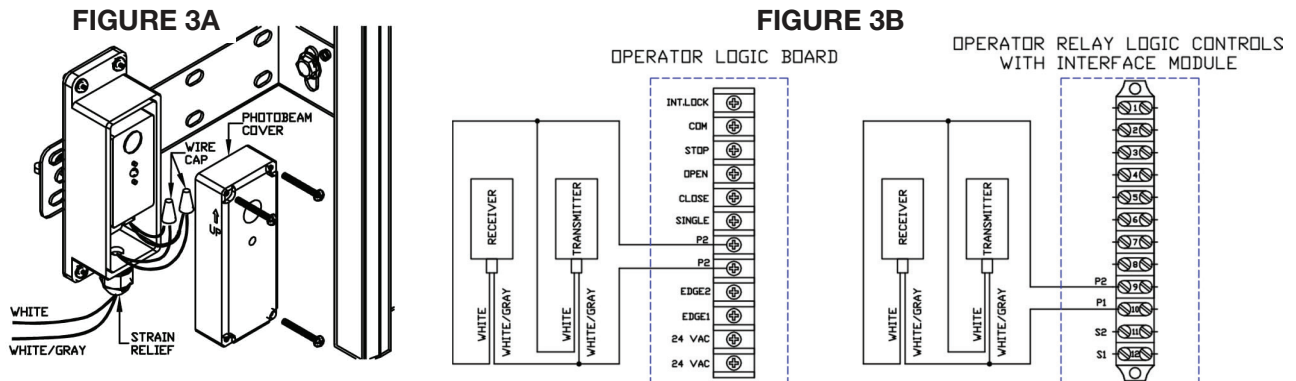 FIGURE 3A
PHOTOBEAM
COVER
WIRE
CAP
UP
WHITE
WHITE/GRAY
STRAIN
RELIEF
FIGURE 3B
OPERATOR LOGIC BOARD
INT.LOCK
COM
STOP
OPEN
CLOSE
SINGLE
P2
P2
EDGE2
EDGE1
24 VAC
24 VAC
RECEIVER
TRANSMITTER
WHITE
WHITE/GRAY
WHITE
WHITE/GRAY
OPERATOR RELAY LOGIC CONTROLS
WITH INTERFACE MODULE
1
2
3
4
5
6
7
8
P2 9
P1 10
S2 11
S1 12
RECEIVER
TRANSMITTER
WHITE
WHITE/GRAY
WHITE
WHITE/GRAY